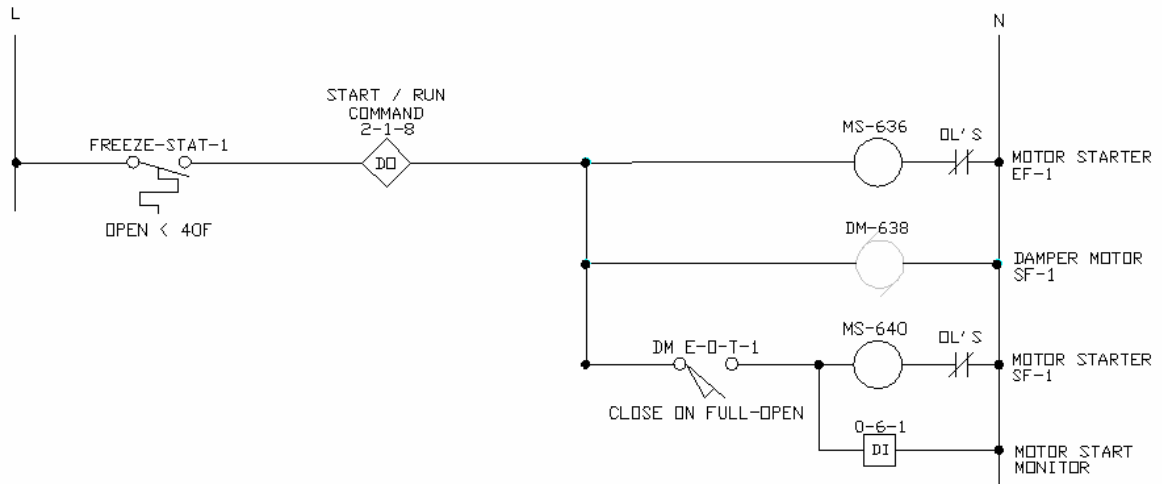 L
N
START / RUN
COMMAND
2-1-8
FREEZE-STAT-1
DO
OPEN < 40F
MS-636
OL'S
MOTOR STARTER
EF-1
DM-638
DAMPER MOTOR
SF-1
MS-640
OL'S
DM E-O-T-1
MOTOR STARTER
SF-1
CLOSE ON FULL-OPEN
0-6-1
DI
MOTOR START
MONITOR